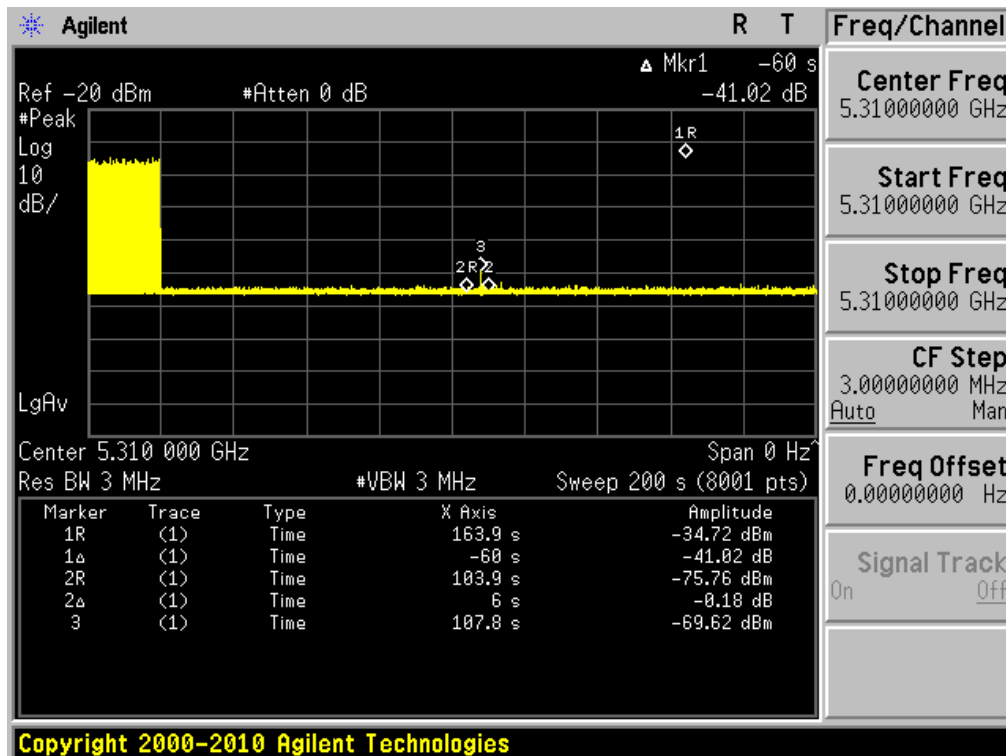 Agilent R T
Freq/Channel
Δ Mkr1 -60 s
Ref -20 dBm #Atten 0 dB -41.02 dB
#Peak
Log
10
dB/
1R
3
2R 2
LgAv
Center 5.310 000 GHz Span 0 Hz^
Res BW 3 MHz #VBW 3 MHz Sweep 200 s (8001 pts)
Marker Trace Type X Axis Amplitude
1R (1) Time 163.9 s -34.72 dBm
1Δ (1) Time -60 s -41.02 dB
2R (1) Time 103.9 s -75.76 dBm
2Δ (1) Time 6 s -0.18 dB
3 (1) Time 107.8 s -69.62 dBm
Center Freq
5.31000000 GHz
Start Freq
5.31000000 GHz
Stop Freq
5.31000000 GHz
CF Step
3.00000000 MHz
Auto Man
Freq Offset
0.00000000 Hz
Signal Track
On Off
Copyright 2000-2010 Agilent Technologies